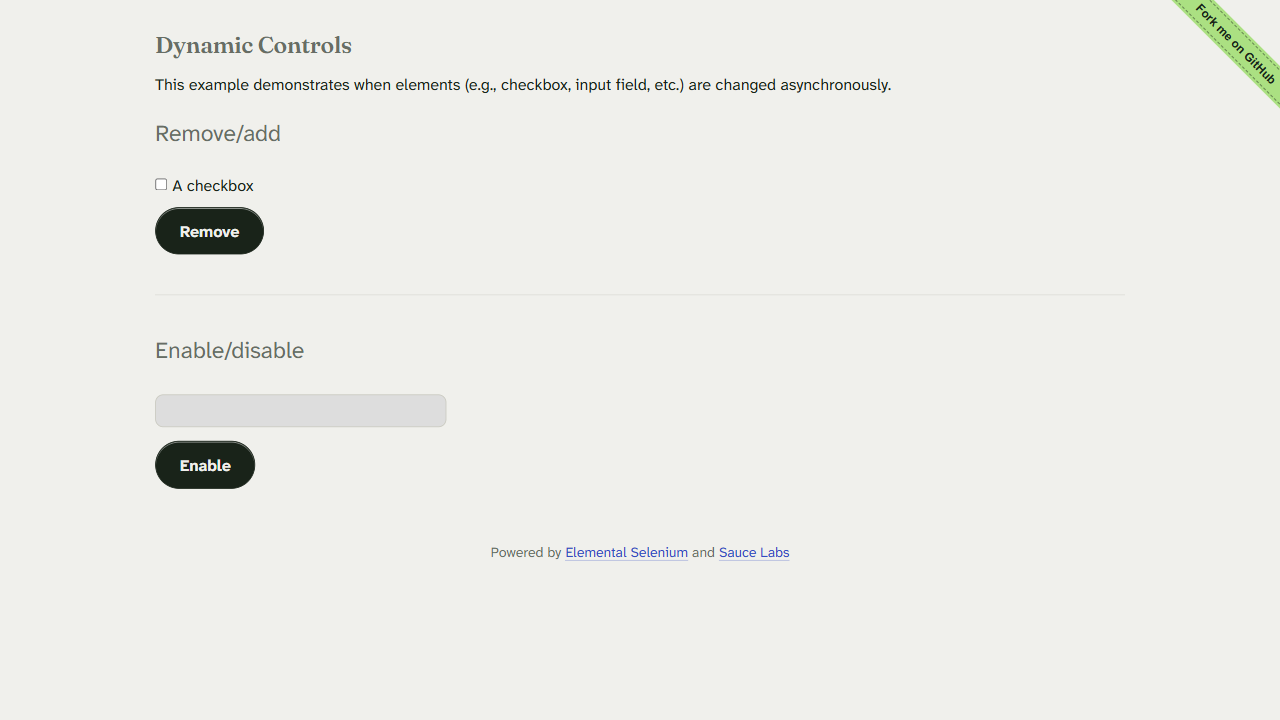 Fork me on GitHub
Dynamic Controls
This example demonstrates when elements (e.g., checkbox, input field, etc.) are changed asynchronously.
Remove/add
A checkbox
Remove
Enable/disable
Enable
Powered by Elemental Selenium and Sauce Labs